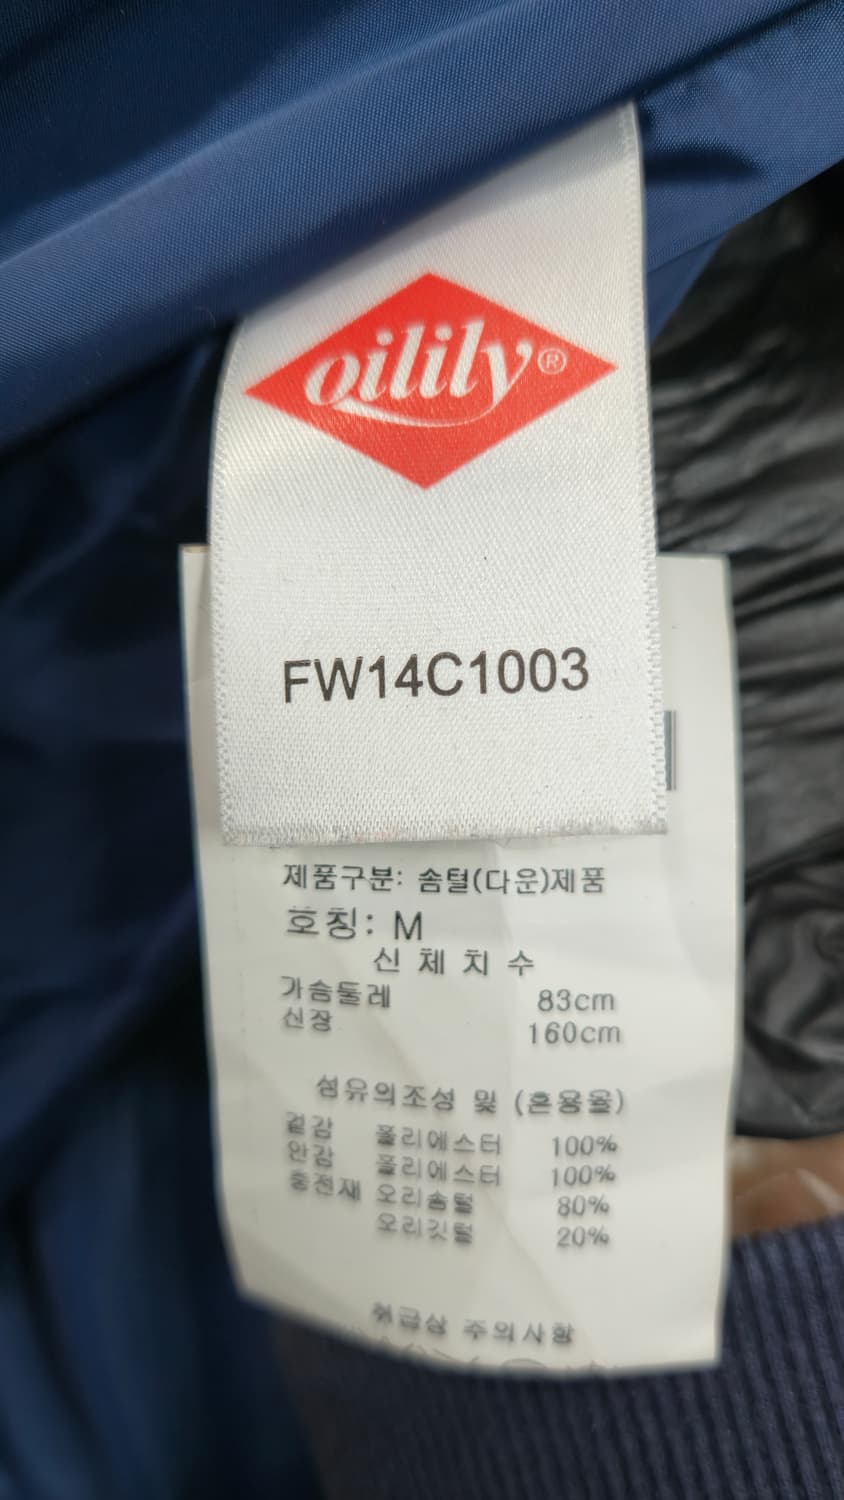 oilily®
FW14C1003
제품구분: 솜털(다운)제품
호칭: M
신 체 치 수
가슴둘레 83cm
신장 160cm
섬유의조성 및 (혼용율)
겉감 폴리에스터 100%
안감 폴리에스터 100%
충전재 오리솜털 80%
오리깃털 20%
취급상 주의사항